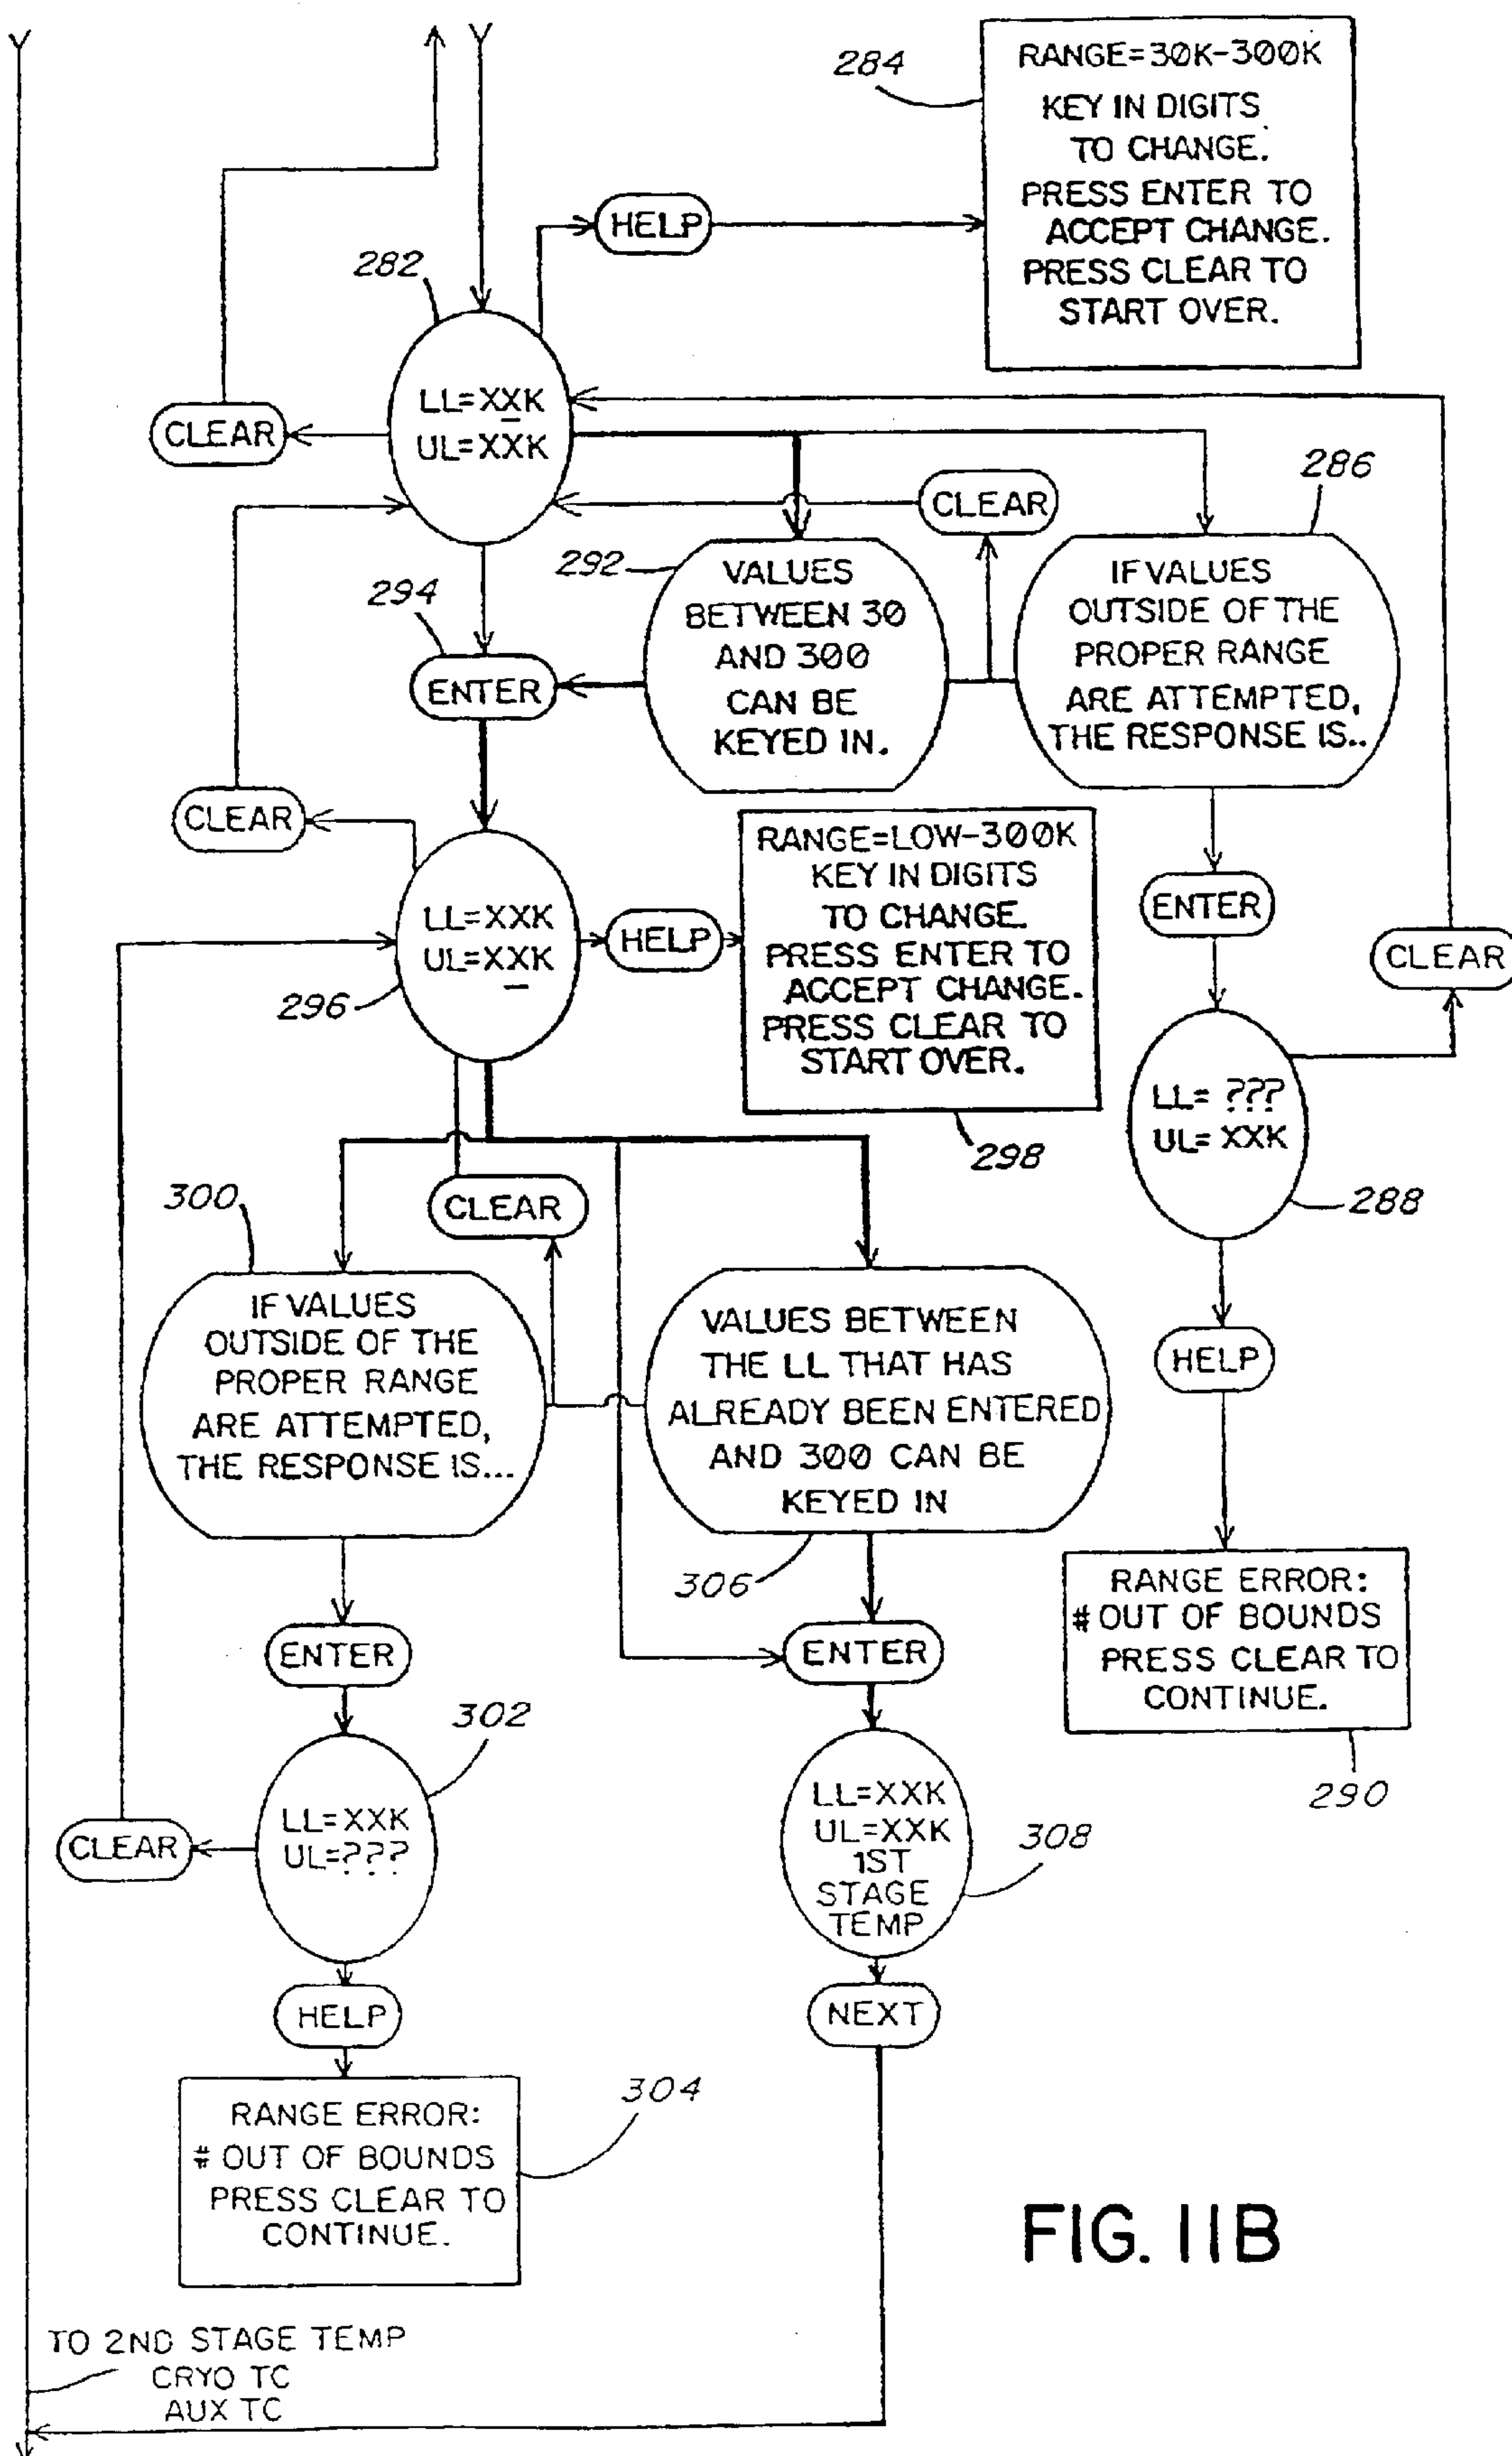 284
RANGE=30K-300K
KEY IN DIGITS
TO CHANGE.
PRESS ENTER TO
ACCEPT CHANGE.
PRESS CLEAR TO
START OVER.
HELP
282
LL=XXK
UL=XXK
CLEAR
CLEAR
286
292
VALUES
BETWEEN 30
AND 300
CAN BE
KEYED IN.
IF VALUES
OUTSIDE OF THE
PROPER RANGE
ARE ATTEMPTED,
THE RESPONSE IS..
294
ENTER
CLEAR
LL=XXK
UL=XXK
296
HELP
RANGE=LOW-300K
KEY IN DIGITS
TO CHANGE.
PRESS ENTER TO
ACCEPT CHANGE.
PRESS CLEAR TO
START OVER.
298
ENTER
CLEAR
LL= ???
UL= XXK
288
HELP
RANGE ERROR:
# OUT OF BOUNDS
PRESS CLEAR TO
CONTINUE.
290
CLEAR
300
IF VALUES
OUTSIDE OF THE
PROPER RANGE
ARE ATTEMPTED,
THE RESPONSE IS...
VALUES BETWEEN
THE LL THAT HAS
ALREADY BEEN ENTERED
AND 300 CAN BE
KEYED IN
306
ENTER
ENTER
302
LL=XXK
UL=???
CLEAR
LL=XXK
UL=XXK
1ST
STAGE
TEMP
308
HELP
NEXT
304
RANGE ERROR:
# OUT OF BOUNDS
PRESS CLEAR TO
CONTINUE.
TO 2ND STAGE TEMP
CRYO TC
AUX TC
FIG. 11B